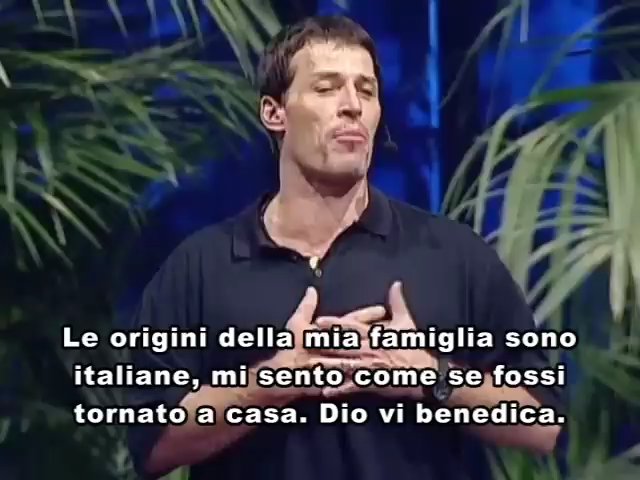 Le origini della mia famiglia sono
italiane, mi sento come se fossi
tornato a casa. Dio vi benedica.